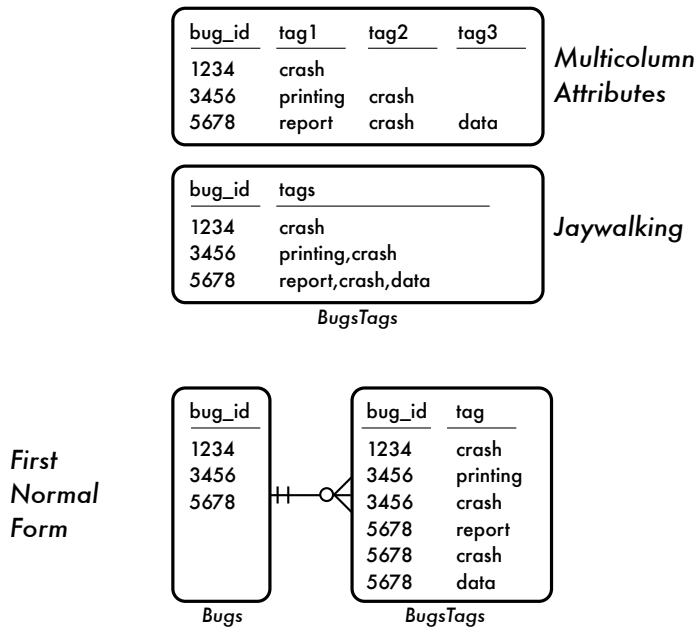 bug_id tag1 tag2 tag3
1234 crash
3456 printing crash
5678 report crash data
Multicolumn
Attributes
bug_id tags
1234 crash
3456 printing,crash
5678 report,crash,data
Jaywalking
BugsTags
First
Normal
Form
bug_id
1234
3456
5678
Bugs
bug_id tag
1234 crash
3456 printing
3456 crash
5678 report
5678 crash
5678 data
BugsTags